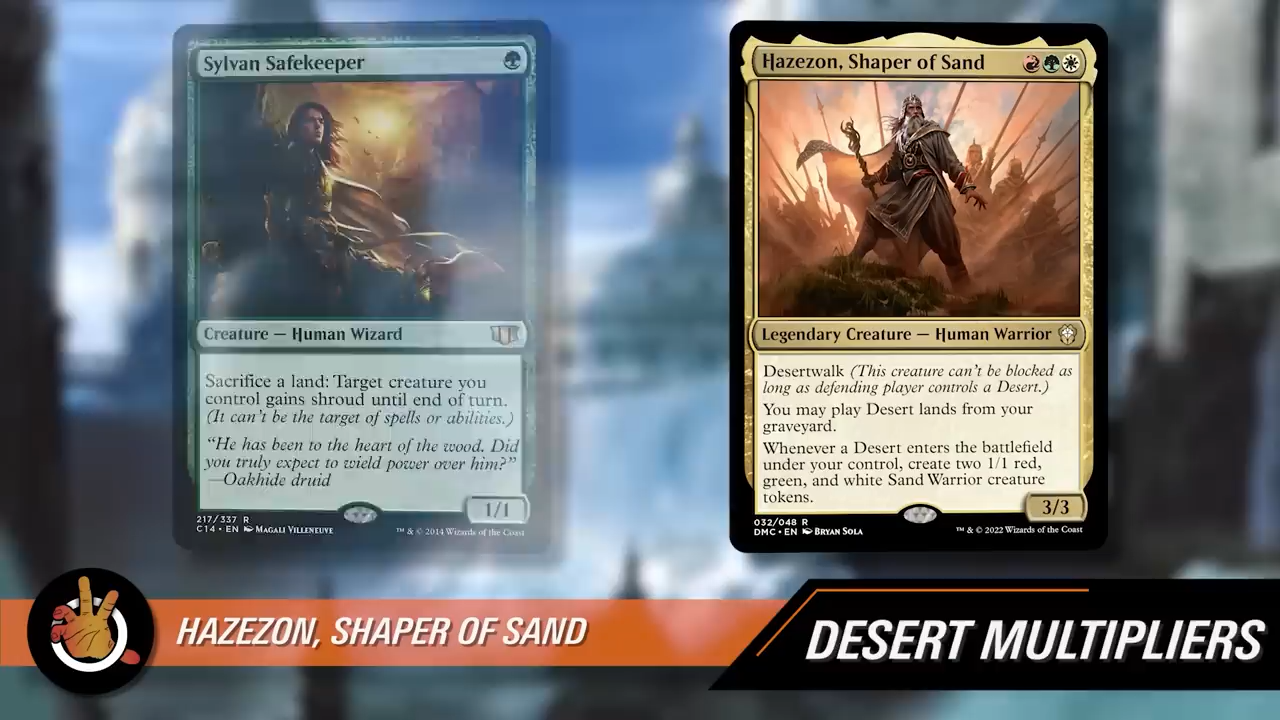 Sylvan Safekeeper
Creature — Human Wizard
Sacrifice a land: Target creature you
control gains shroud until end of turn.
(It can't be the target of spells or abilities.)
“He has been to the heart of the wood. Did
you truly expect to wield power over him?”
—Oakhide druid
1/1
217/337 R
C14 • EN Magali Villeneuve
™ & © 2014 Wizards of the Coast
Hazezon, Shaper of Sand
Legendary Creature — Human Warrior
Desertwalk (This creature can't be blocked as
long as defending player controls a Desert.)
You may play Desert lands from your
graveyard.
Whenever a Desert enters the battlefield
under your control, create two 1/1 red,
green, and white Sand Warrior creature
tokens.
3/3
032/048 R
DMC • EN Bryan Sola
™ & © 2022 Wizards of the Coast
HAZEZON, SHAPER OF SAND
DESERT MULTIPLIERS